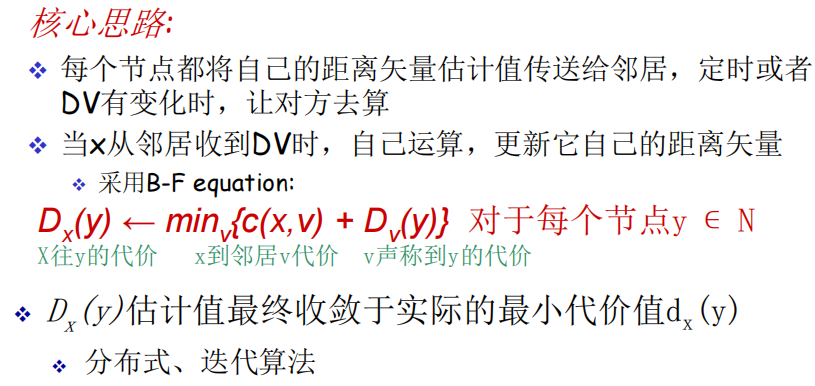 核心思路:
❖ 每个节点都将自己的距离矢量估计值传送给邻居，定时或者
DV有变化时，让对方去算
❖ 当x从邻居收到DV时，自己运算，更新它自己的距离矢量
❖ 采用B-F equation:
Dx(y) ← minv{c(x,v) + Dv(y)} 对于每个节点y ∈ N
X往y的代价 x到邻居v代价 v声称到y的代价
❖ Dx(y)估计值最终收敛于实际的最小代价值dx(y)
❖ 分布式、迭代算法